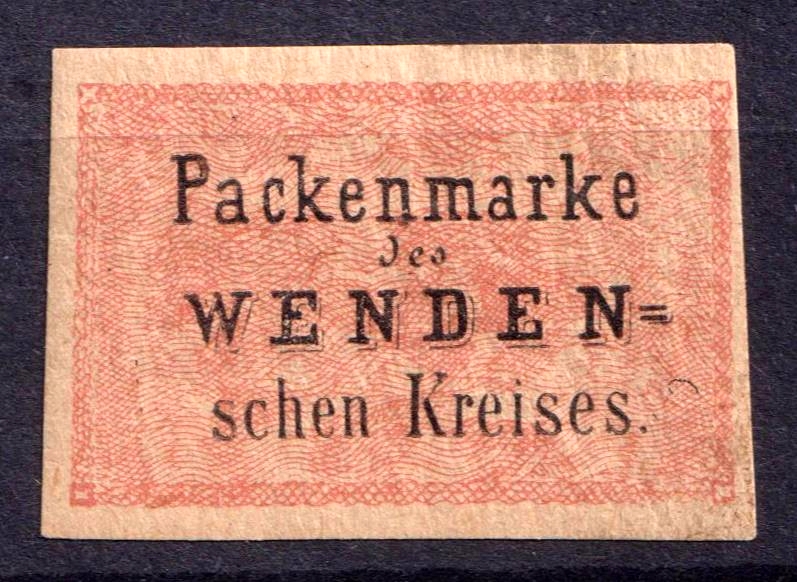 Packenmarke
des
WENDEN=
schen Kreises.